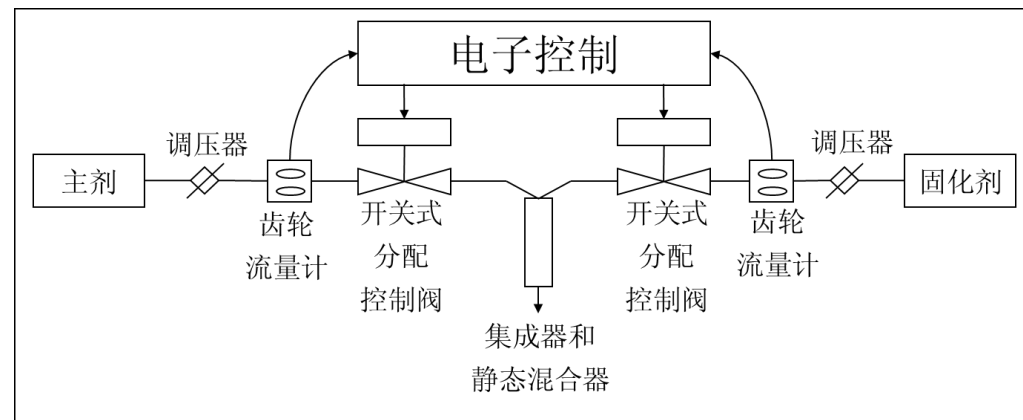 电子控制
调压器
调压器
主剂
固化剂
齿轮
流量计
开关式
分配
控制阀
开关式
分配
控制阀
齿轮
流量计
集成器和
静态混合器